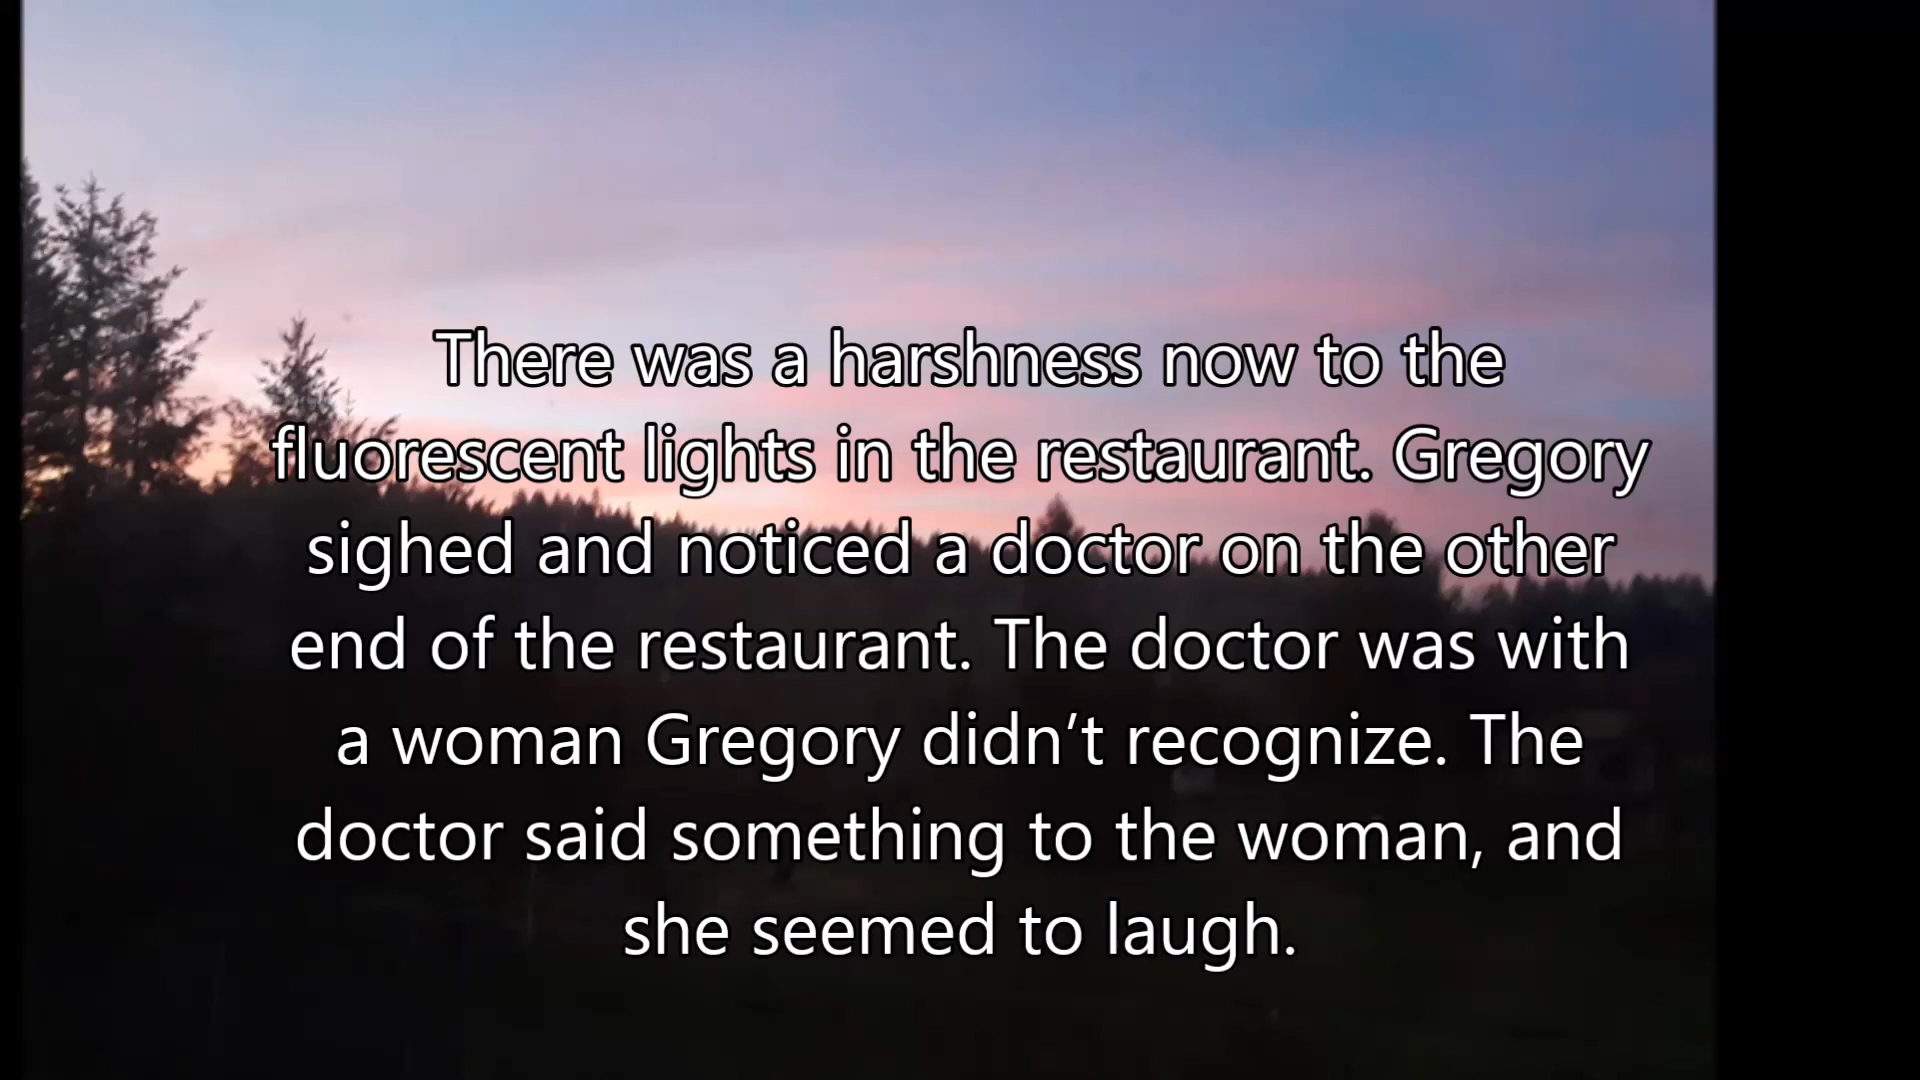 There was a harshness now to the
fluorescent lights in the restaurant. Gregory
sighed and noticed a doctor on the other
end of the restaurant. The doctor was with
a woman Gregory didn’t recognize. The
doctor said something to the woman, and
she seemed to laugh.